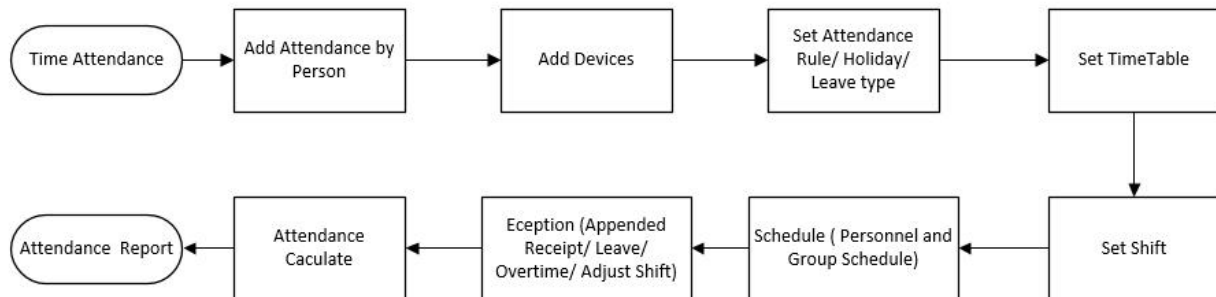 Time Attendance
Add Attendance by
Person
Add Devices
Set Attendance
Rule/ Holiday/
Leave type
Set TimeTable
Set Shift
Schedule ( Personnel and
Group Schedule)
Eception (Appended
Receipt/ Leave/
Overtime/ Adjust Shift)
Attendance
Caculate
Attendance  Report